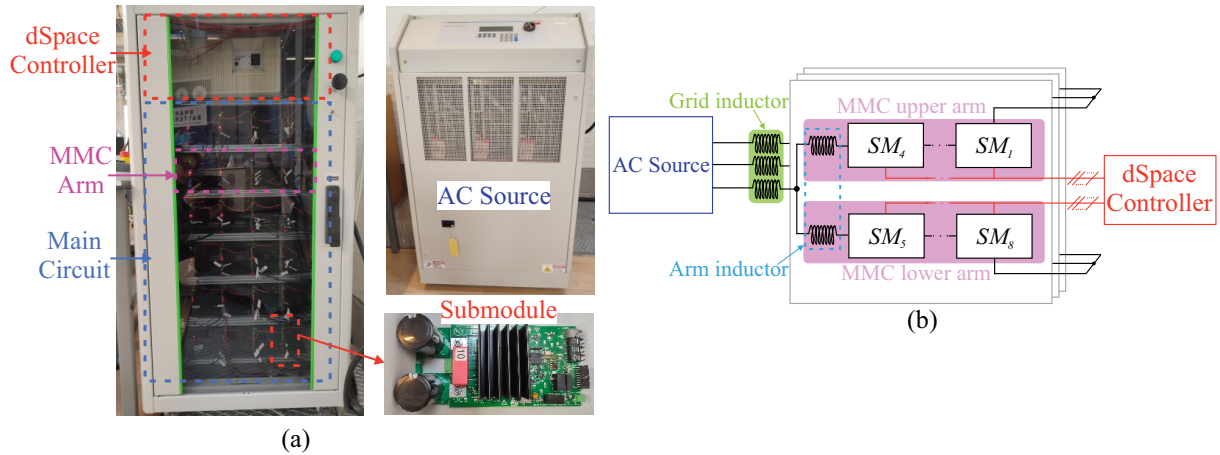 dSpace
Controller
MMC
Arm
Main
Circuit
AC Source
Submodule
10
(a)
Grid inductor
AC Source
MMC upper arm
SM4
SM1
dSpace
Controller
SM5
SM8
MMC lower arm
Arm inductor
(b)